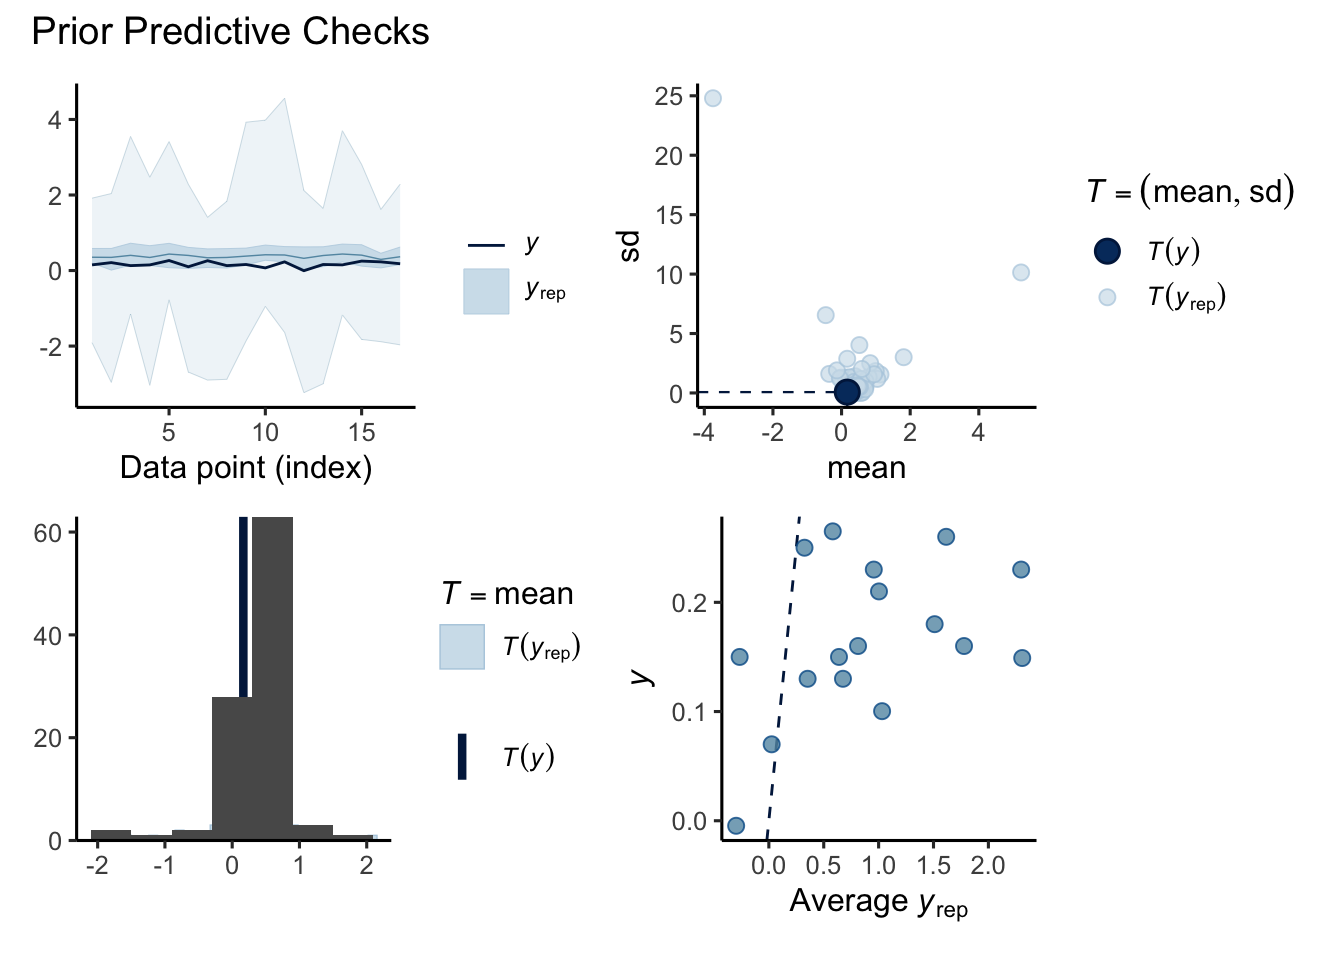 Prior Predictive Checks
4
2
0
-2
5 10 15
Data point (index)
y
yrep
25
20
15
10
5
0
sd
-4 -2 0 2 4
mean
T = (mean, sd)
T(y)
T(yrep)
60
40
20
0
-2 -1 0 1 2
T = mean
T(yrep)
T(y)
0.2
0.1
0.0
y
0.0 0.5 1.0 1.5 2.0
Average yrep